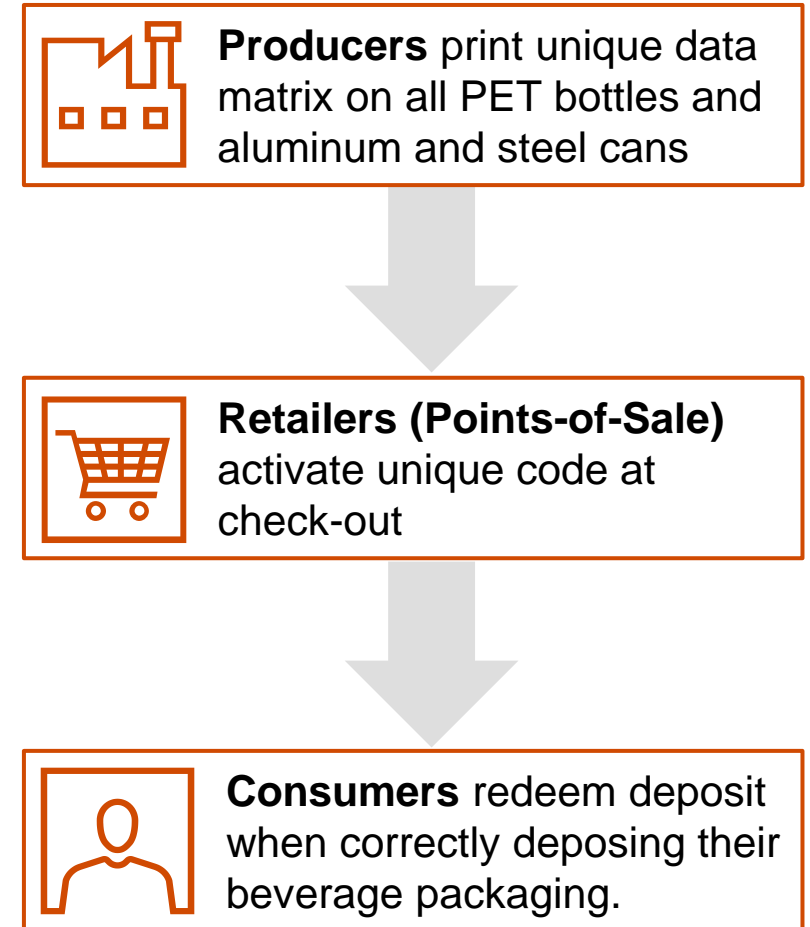 Producers print unique data
matrix on all PET bottles and
aluminum and steel cans
Retailers (Points-of-Sale)
activate unique code at
check-out
Consumers redeem deposit
when correctly deposing their
beverage packaging.